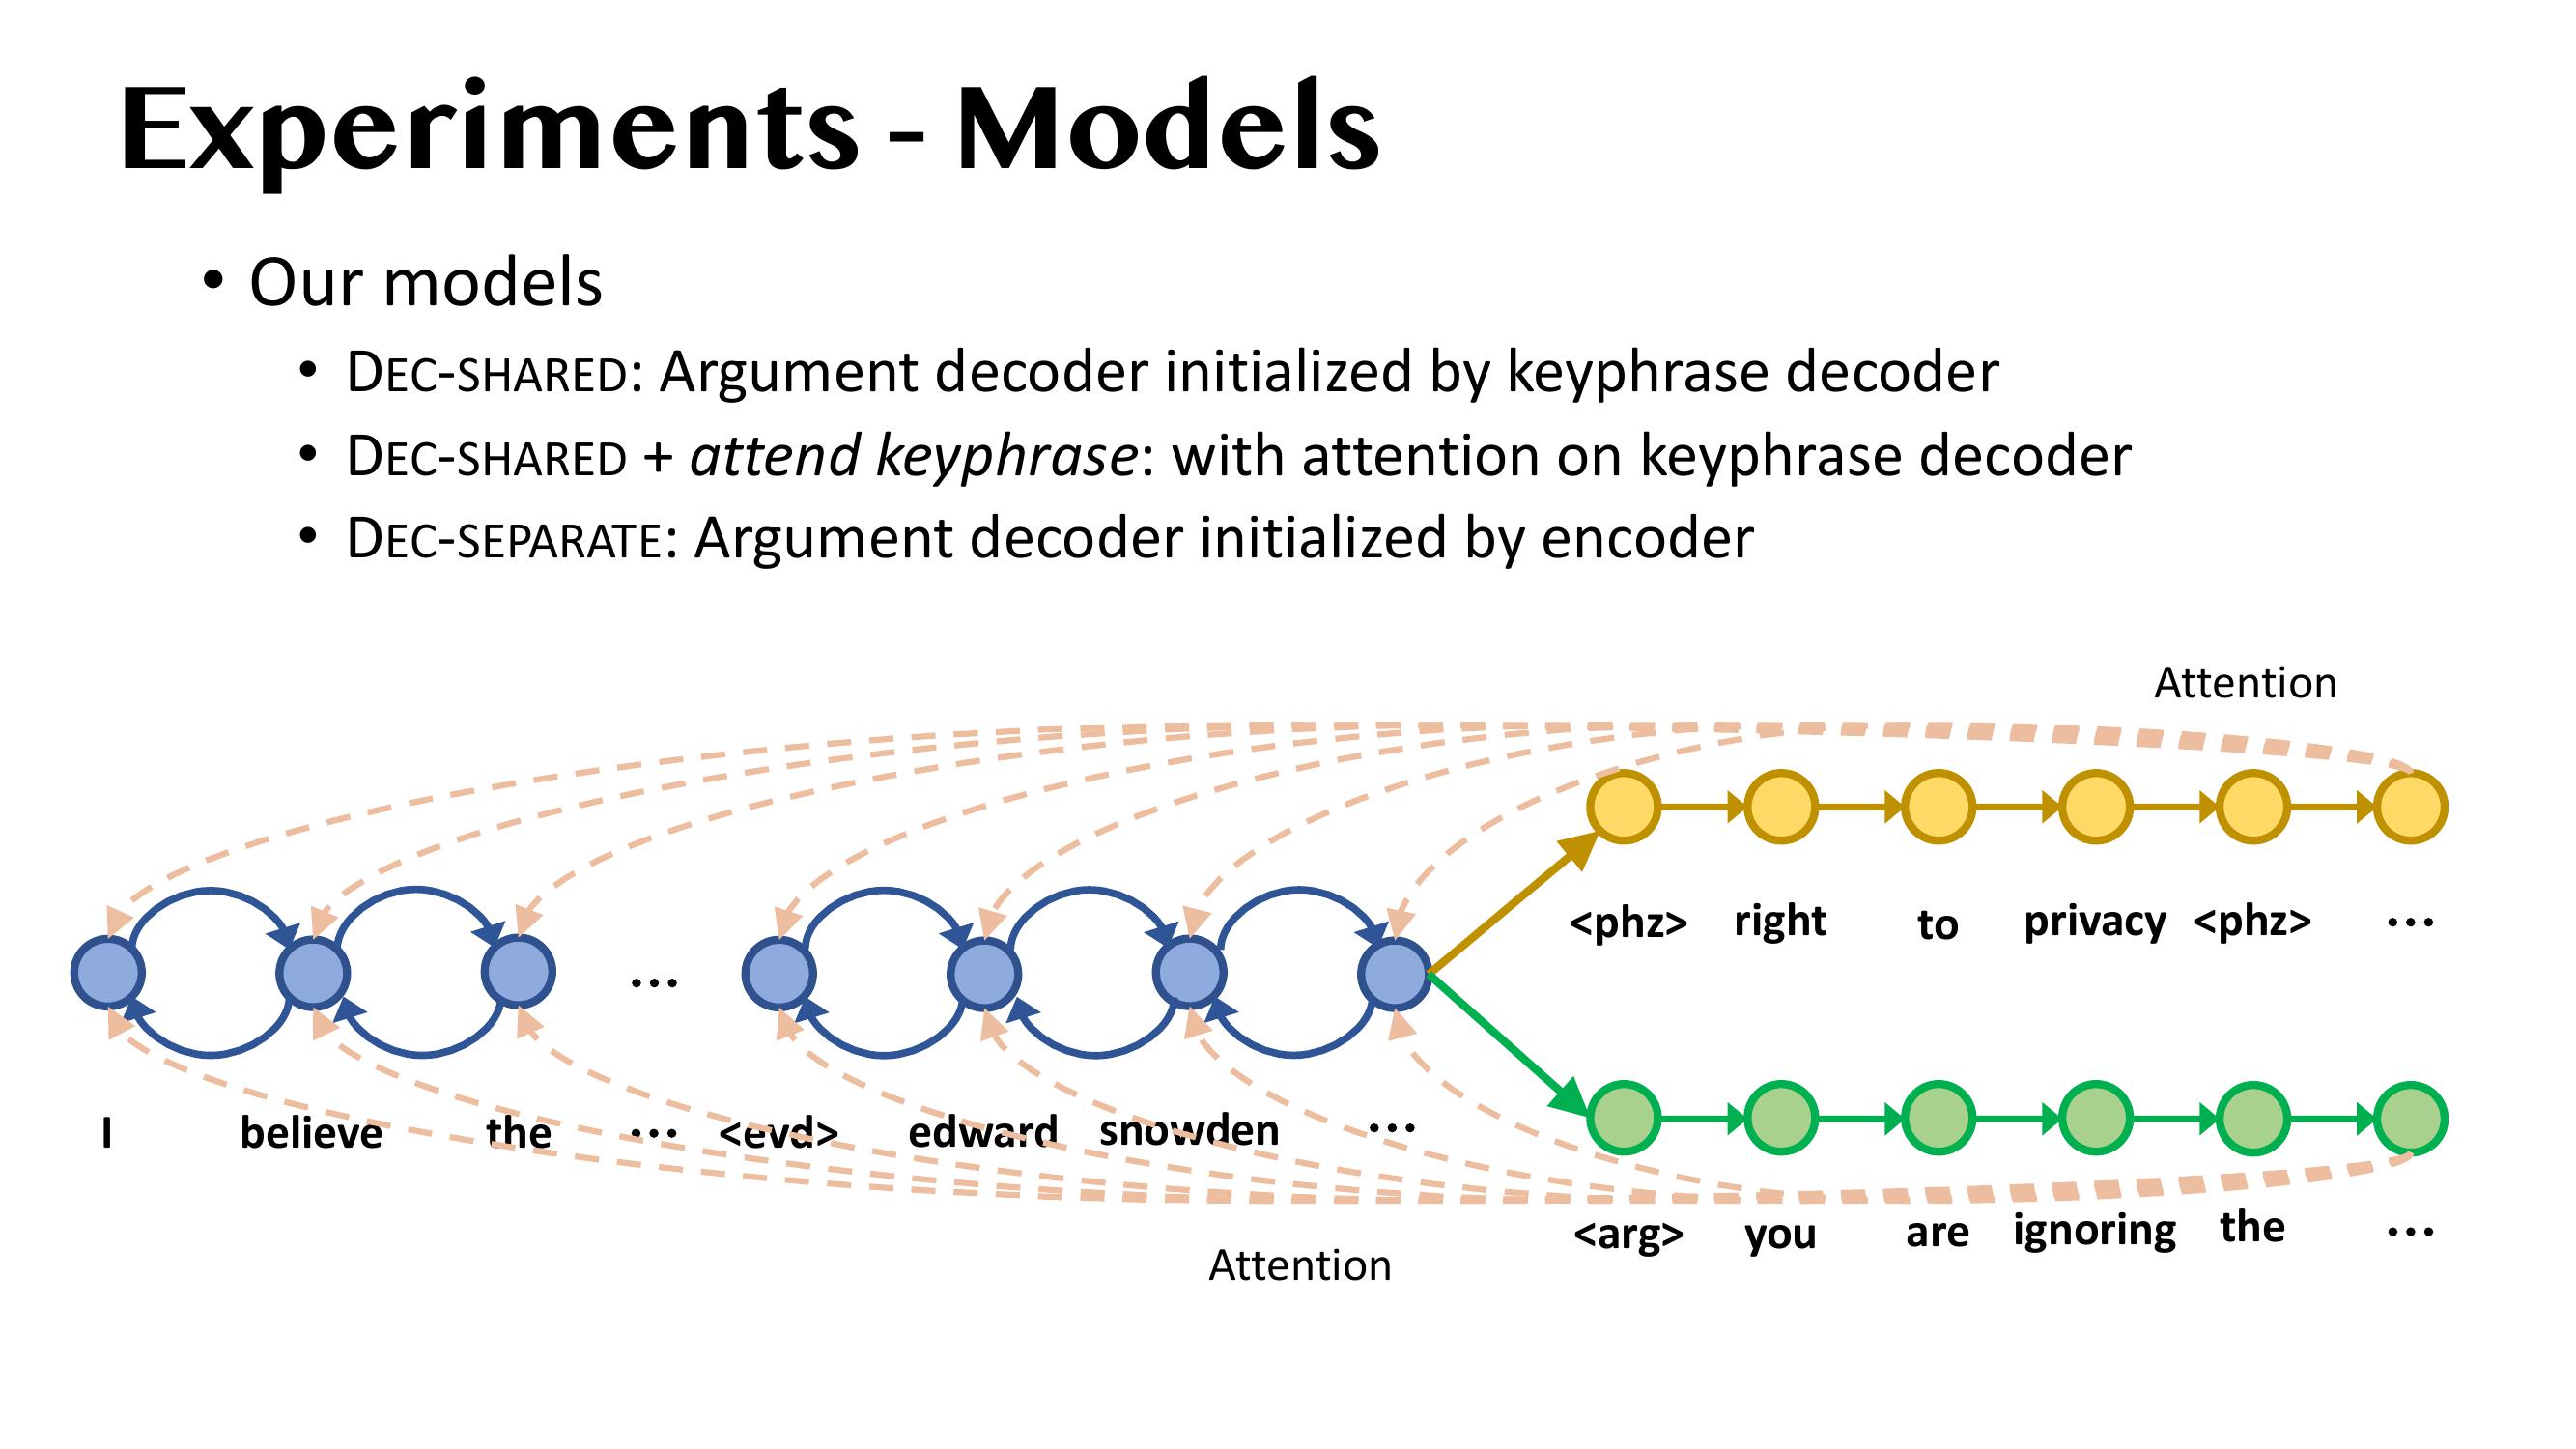 Experiments - Models
• Our models
• DEC-SHARED: Argument decoder initialized by keyphrase decoder
• DEC-SHARED + attend keyphrase: with attention on keyphrase decoder
• DEC-SEPARATE: Argument decoder initialized by encoder
Attention
<phz> right to privacy <phz> ...
...
I believe the ... <evd> edward snowden ...
<arg> you are ignoring the ...
Attention